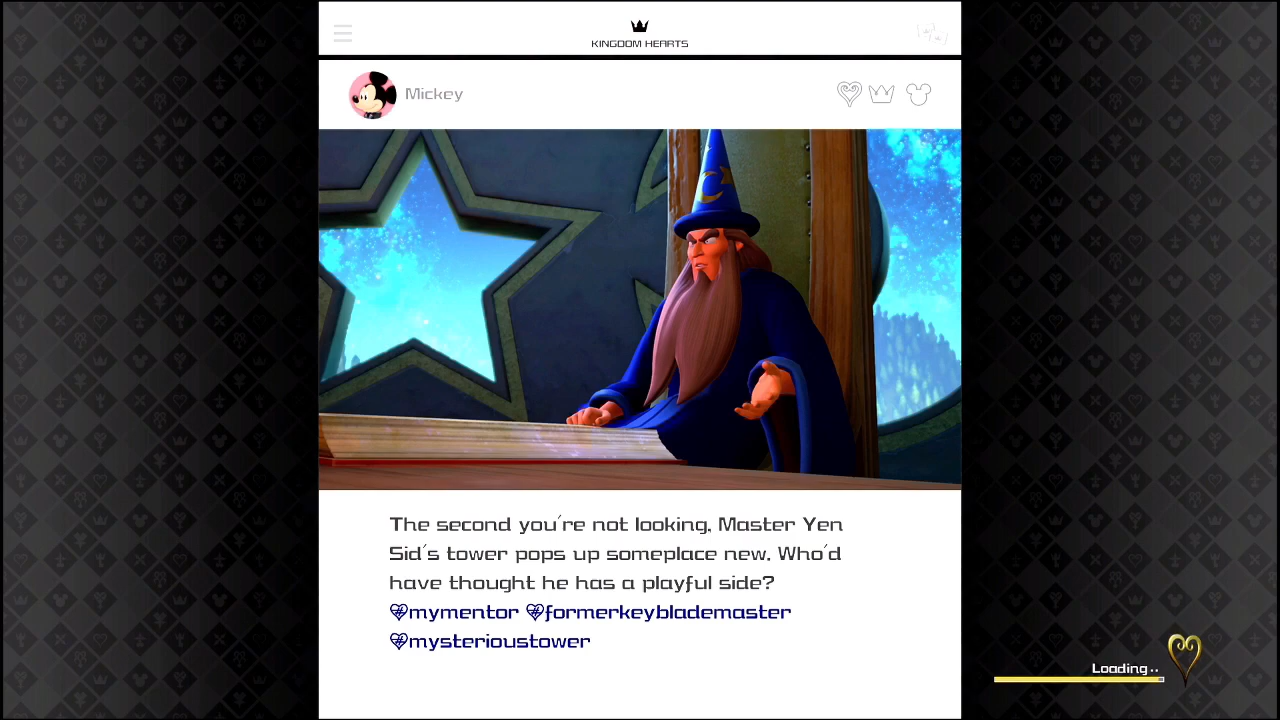 KINGDOM HEARTS
Mickey
The second you're not looking, Master Yen
Sid's tower pops up someplace new. Who'd
have thought he has a playful side?
mymentor formerkeyblademaster
mysterioustower
Loading..